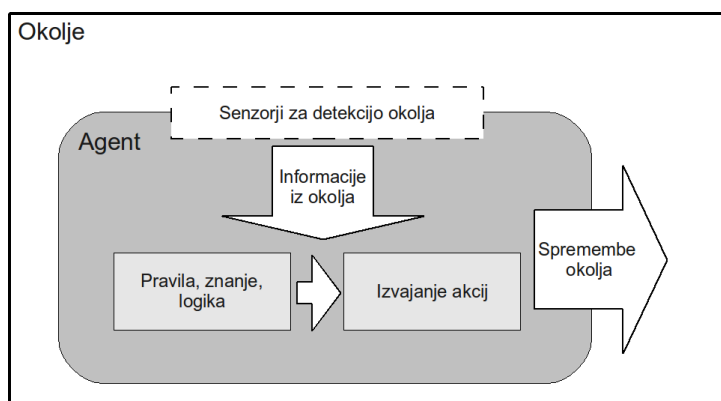 Okolje
Senzorji za detekcijo okolja
Agent
Informacije
iz okolja
Pravila, znanje,
logika
Izvajanje akcij
Spremembe
okolja